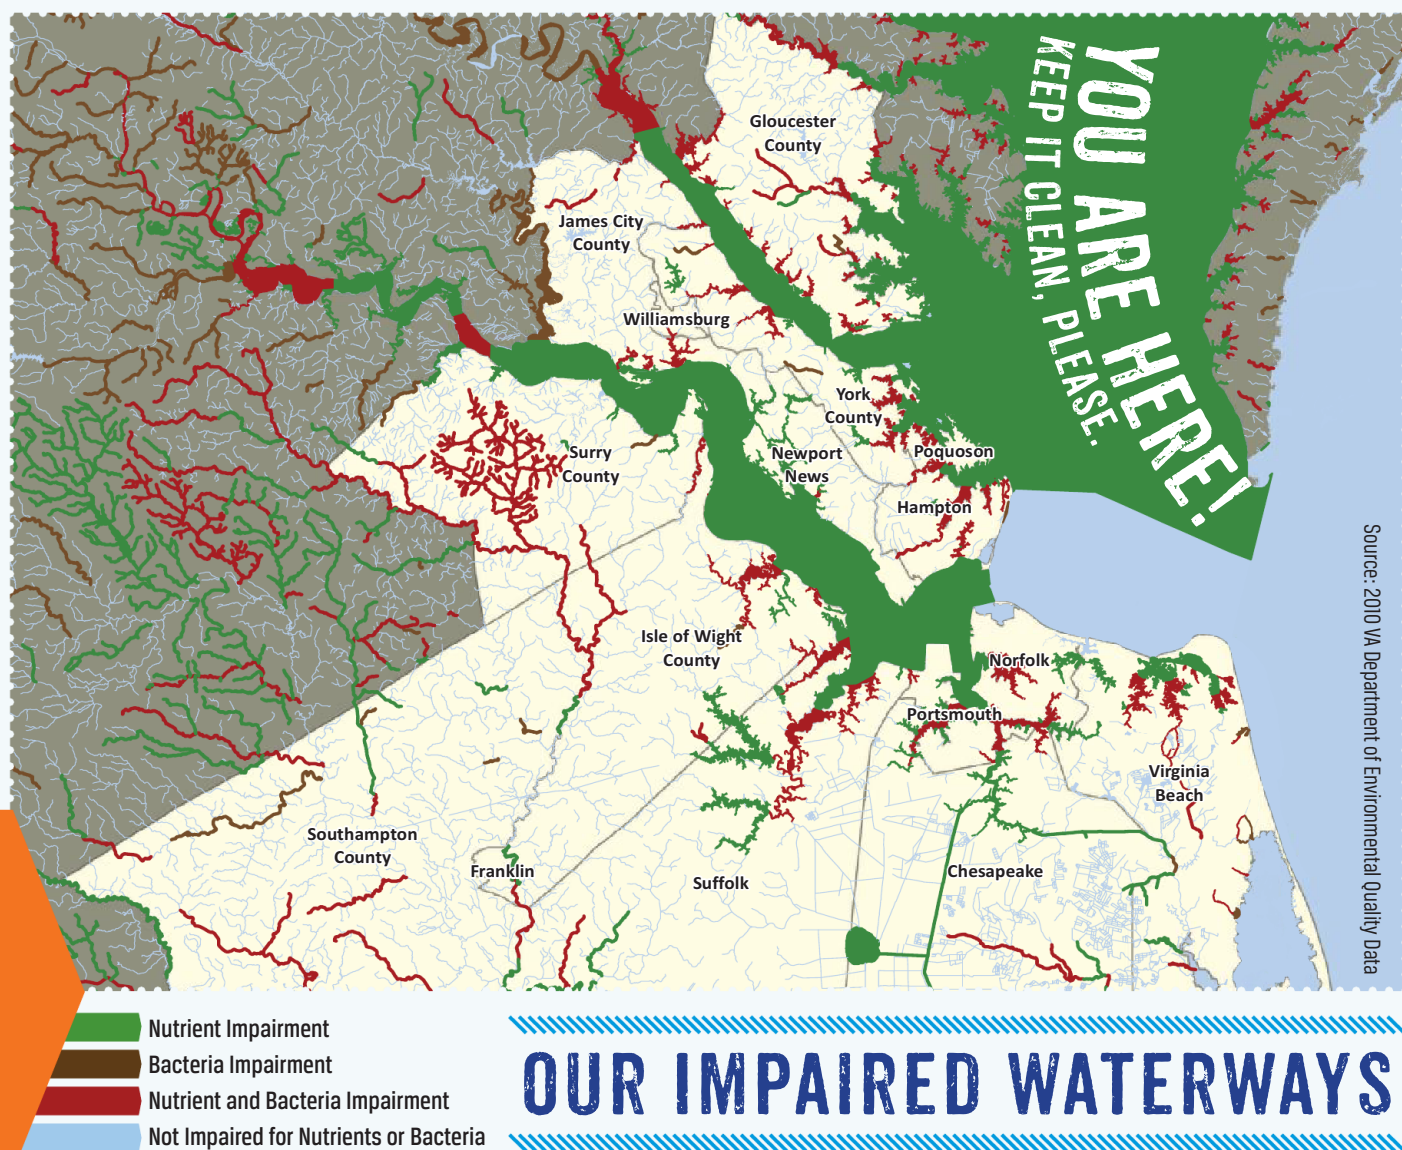 YOU ARE HERE!
KEEP IT CLEAN, PLEASE.
Gloucester
County
James City
County
Williamsburg
York
County
Poquoson
Surry
County
Newport
News
Hampton
Isle of Wight
County
Norfolk
Portsmouth
Virginia
Beach
Southampton
County
Franklin
Suffolk
Chesapeake
Source: 2010 VA Department of Environmental Quality Data
Nutrient Impairment
Bacteria Impairment
Nutrient and Bacteria Impairment
Not Impaired for Nutrients or Bacteria
OUR IMPAIRED WATERWAYS